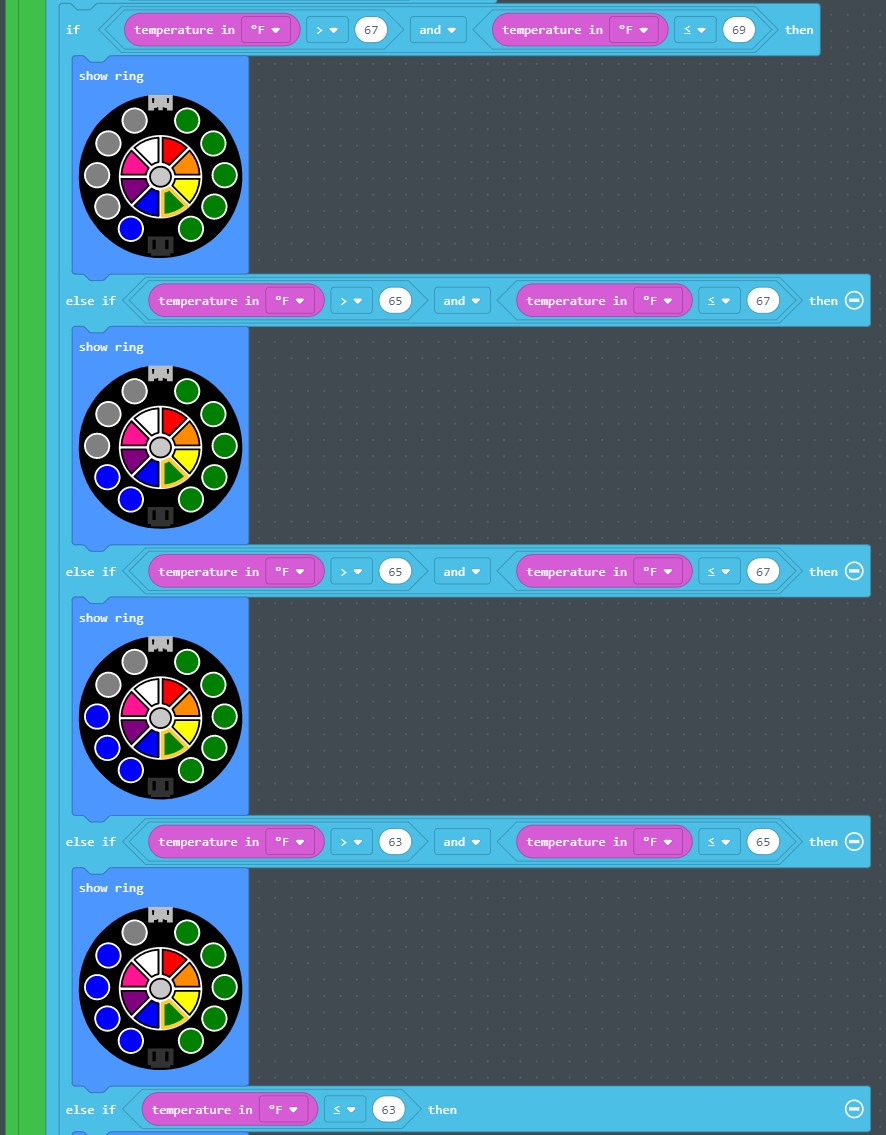 if temperature in °F > 67 and temperature in °F ≤ 69 then
show ring
else if temperature in °F > 65 and temperature in °F ≤ 67 then
show ring
else if temperature in °F > 65 and temperature in °F ≤ 67 then
show ring
else if temperature in °F > 63 and temperature in °F ≤ 65 then
show ring
else if temperature in °F ≤ 63 then